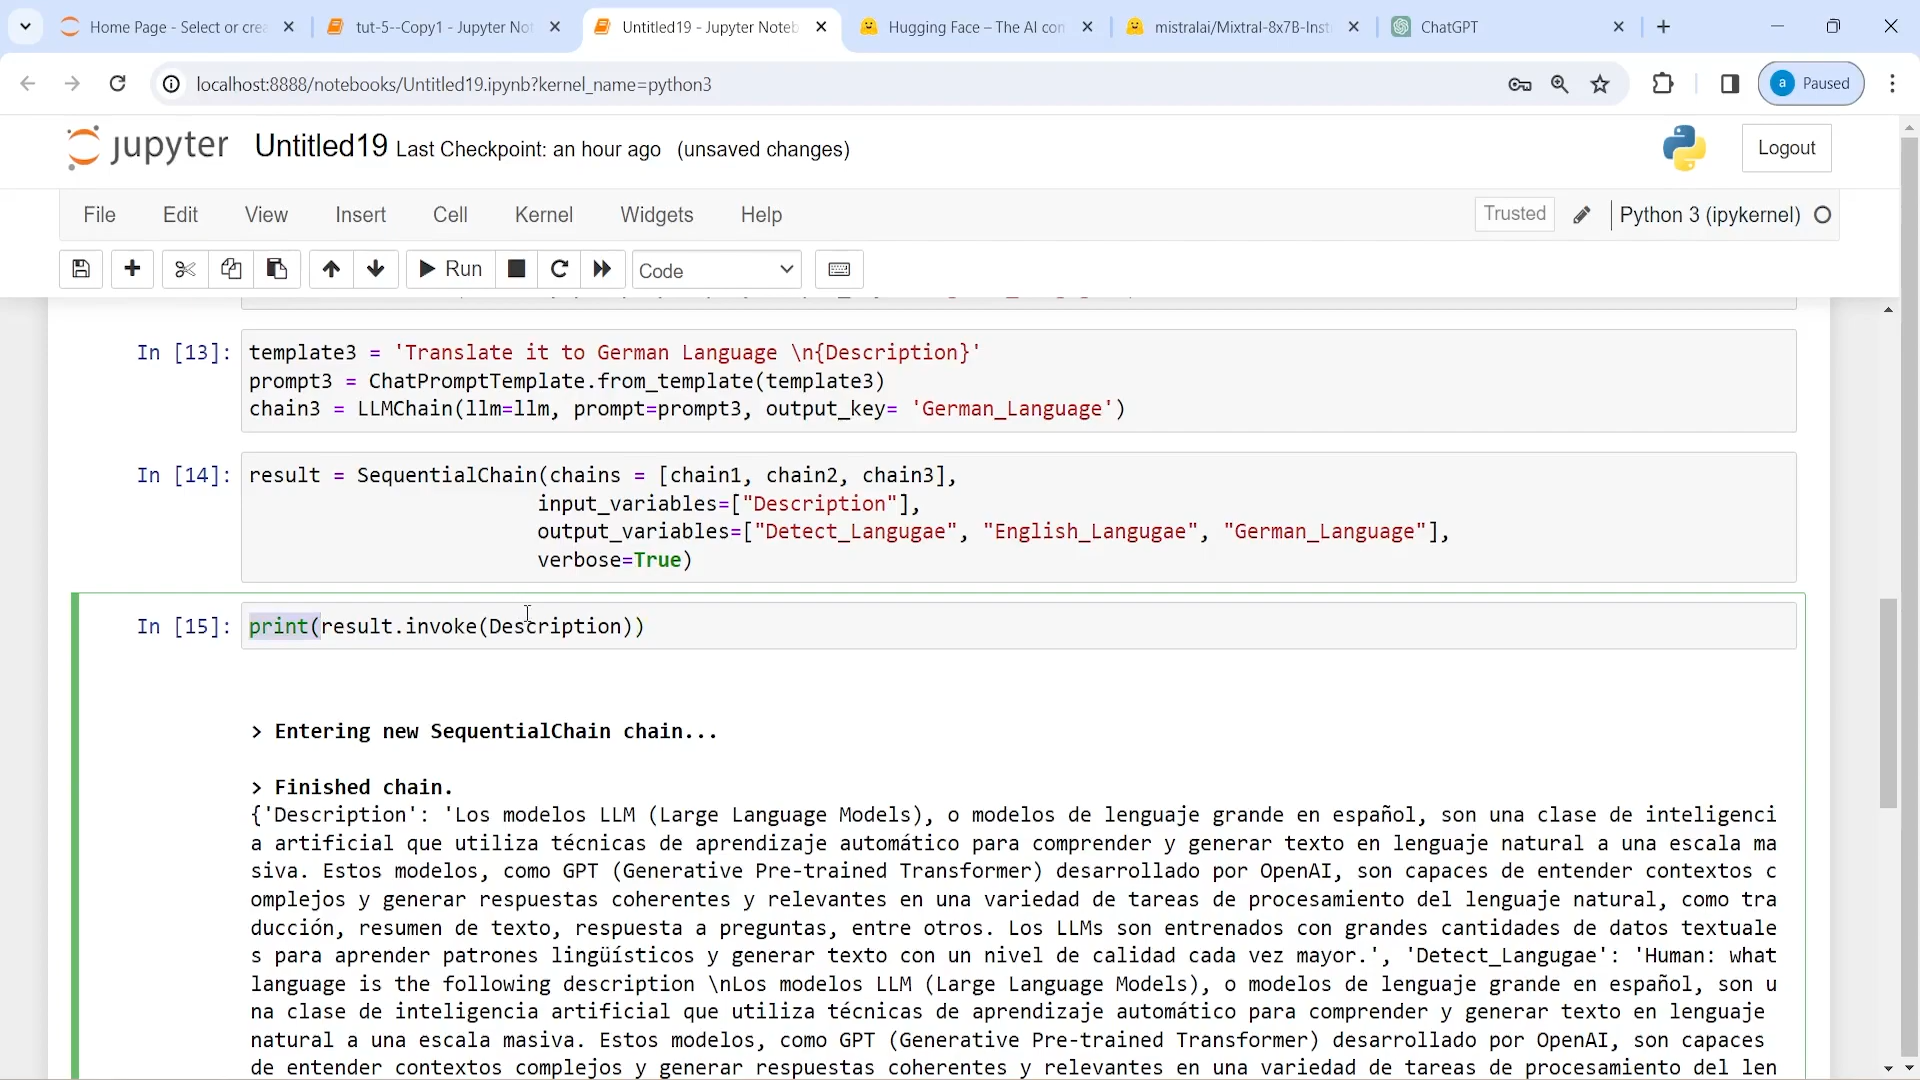 Home Page - Select or crea
tut-5--Copy1 - Jupyter No
Untitled19 - Jupyter Noteb
Hugging Face – The AI con
mistralai/Mixtral-8x7B-Inst
ChatGPT
localhost:8888/notebooks/Untitled19.ipynb?kernel_name=python3
a Paused
jupyter Untitled19 Last Checkpoint: an hour ago (unsaved changes)
Logout
File Edit View Insert Cell Kernel Widgets Help
Trusted
Python 3 (ipykernel)
Run
Code
In [13]: template3 = 'Translate it to German Language \n{Description}'
prompt3 = ChatPromptTemplate.from_template(template3)
chain3 = LLMChain(llm=llm, prompt=prompt3, output_key= 'German_Language')
In [14]: result = SequentialChain(chains = [chain1, chain2, chain3],
input_variables=["Description"],
output_variables=["Detect_Langugae", "English_Langugae", "German_Language"],
verbose=True)
In [15]: print(result.invoke(Description))
> Entering new SequentialChain chain...
> Finished chain.
{'Description': 'Los modelos LLM (Large Language Models), o modelos de lenguaje grande en español, son una clase de inteligenci
a artificial que utiliza técnicas de aprendizaje automático para comprender y generar texto en lenguaje natural a una escala ma
siva. Estos modelos, como GPT (Generative Pre-trained Transformer) desarrollado por OpenAI, son capaces de entender contextos c
omplejos y generar respuestas coherentes y relevantes en una variedad de tareas de procesamiento del lenguaje natural, como tra
ducción, resumen de texto, respuesta a preguntas, entre otros. Los LLMs son entrenados con grandes cantidades de datos textuale
s para aprender patrones lingüísticos y generar texto con un nivel de calidad cada vez mayor.', 'Detect_Langugae': 'Human: what
language is the following description \nLos modelos LLM (Large Language Models), o modelos de lenguaje grande en español, son u
na clase de inteligencia artificial que utiliza técnicas de aprendizaje automático para comprender y generar texto en lenguaje
natural a una escala masiva. Estos modelos, como GPT (Generative Pre-trained Transformer) desarrollado por OpenAI, son capaces
de entender contextos complejos y generar respuestas coherentes y relevantes en una variedad de tareas de procesamiento del len